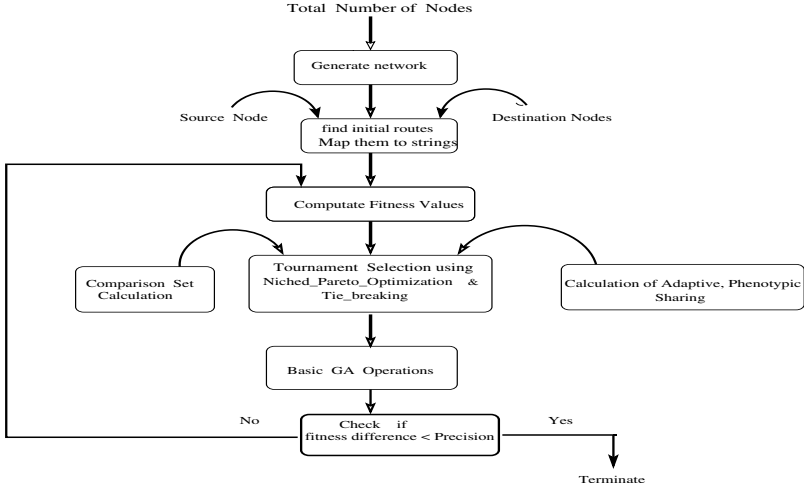 Total Number of Nodes
Generate network
Source Node
Destination Nodes
find initial routes
Map them to strings
Computate Fitness Values
Comparison Set
Calculation
Tournament Selection using
Niched_Pareto_Optimization &
Tie_breaking
Calculation of Adaptive, Phenotypic
Sharing
Basic GA Operations
No
Check if
fitness difference < Precision
Yes
Terminate